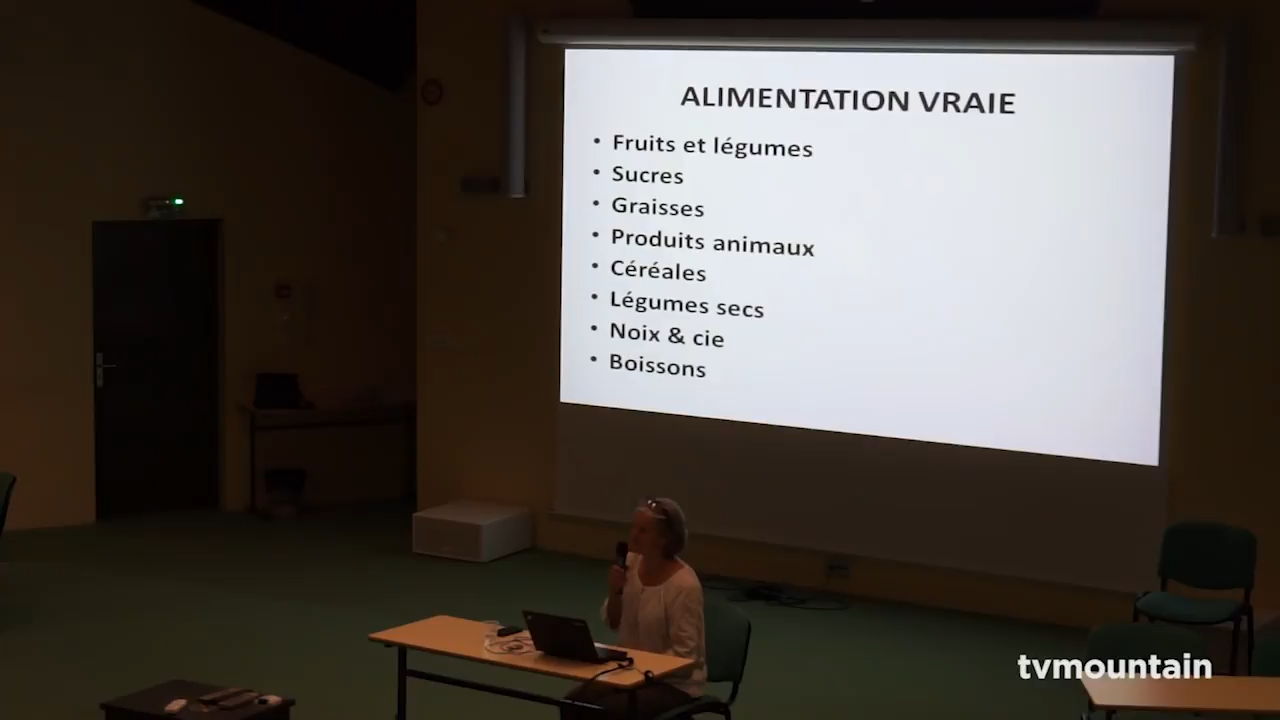 ALIMENTATION VRAIE
• Fruits et légumes
• Sucres
• Graisses
• Produits animaux
• Céréales
• Légumes secs
• Noix & cie
• Boissons
tvmountain